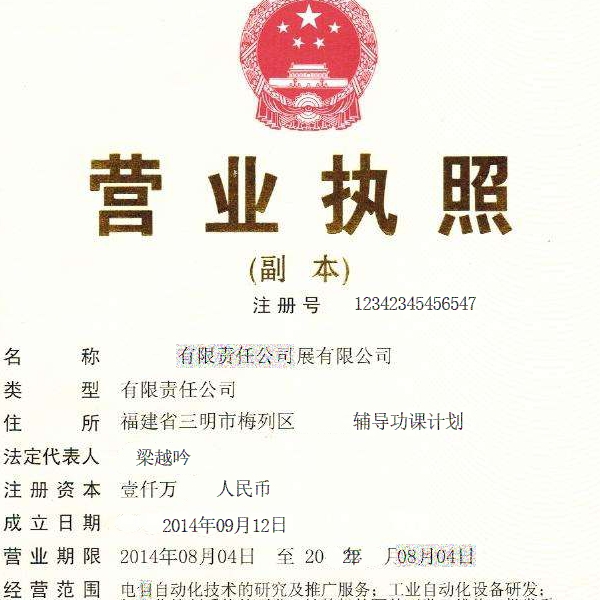 营业执照
(副 本)
注册号 12342345456547
名 称 有限责任公司展有限公司
类 型 有限责任公司
住 所 福建省三明市梅列区 辅导功课计划
法定代表人 梁越吟
注册资本 壹仟万 人民币
成立日期 2014年09月12日
营业期限 2014年08月04日 至 20 年 月08月04日
经营范围 电自动化技术的研究及推广服务；工业自动化设备研发；